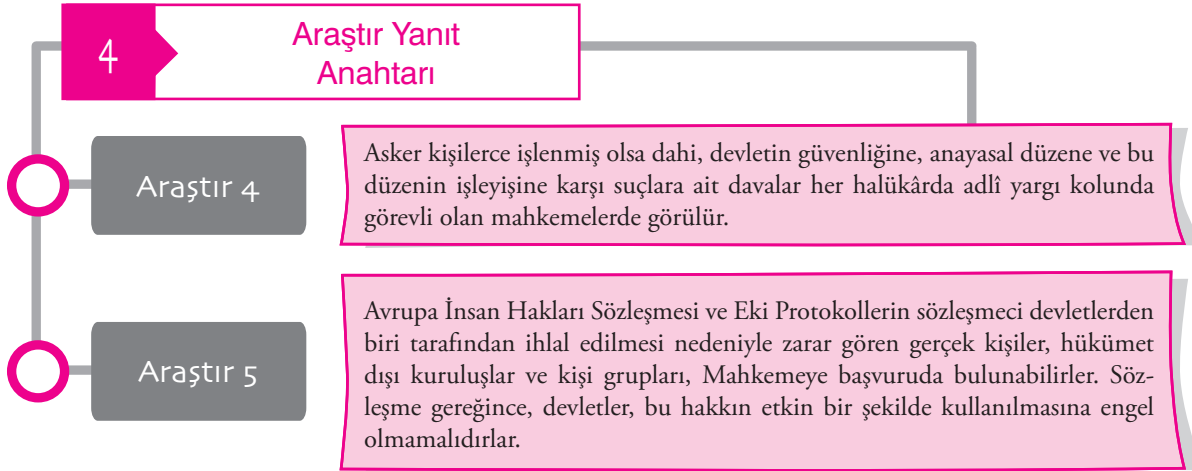 4
Araştır Yanıt
Anahtarı
Araştır 4
Asker kişilerce işlenmiş olsa dahi, devletin güvenliğine, anayasal düzene ve bu
düzenin işleyişine karşı suçlara ait davalar her halükârda adlî yargı kolunda
görevli olan mahkemelerde görülür.
Araştır 5
Avrupa İnsan Hakları Sözleşmesi ve Eki Protokollerin sözleşmeci devletlerden
biri tarafından ihlal edilmesi nedeniyle zarar gören gerçek kişiler, hükümet
dışı kuruluşlar ve kişi grupları, Mahkemeye başvuruda bulunabilirler. Söz-
leşme gereğince, devletler, bu hakkın etkin bir şekilde kullanılmasına engel
olmamalıdırlar.